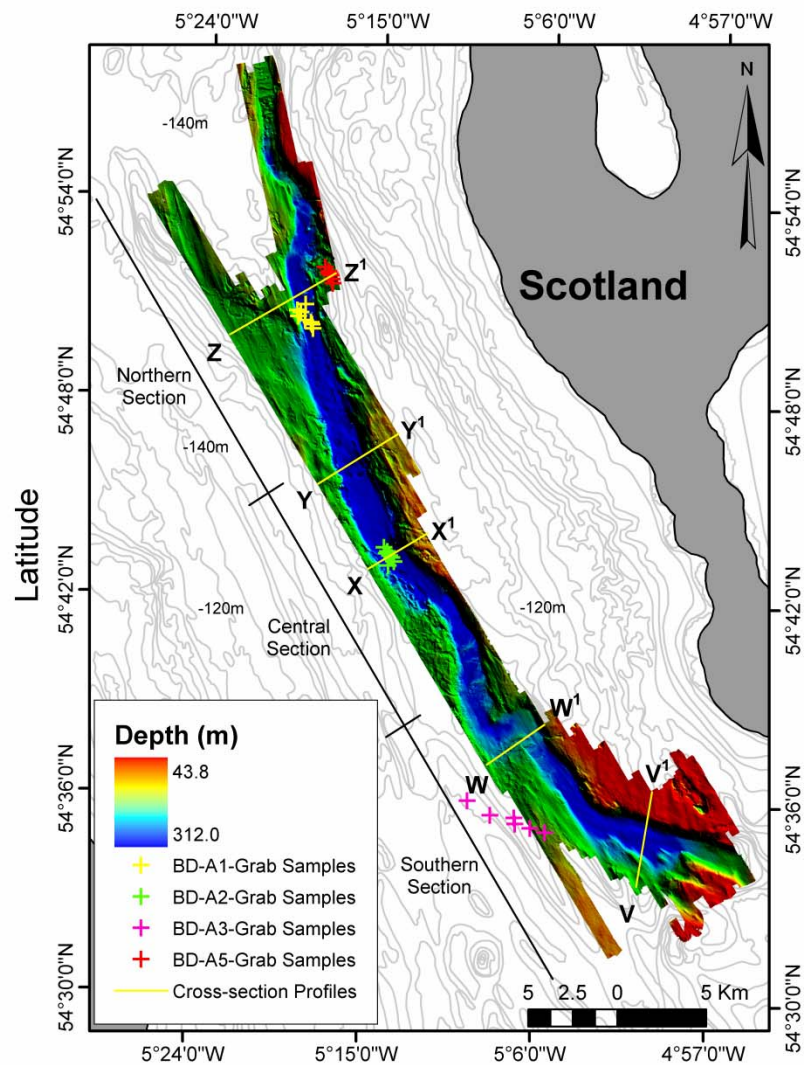 5°24'0"W
5°15'0"W
5°6'0"W
4°57'0"W
N
-140m
54°54'0"N
54°54'0"N
Z¹
Scotland
Z
Northern
Section
54°48'0"N
54°48'0"N
Y¹
-140m
Y
X¹
Latitude
X
54°42'0"N
54°42'0"N
-120m
-120m
Central
Section
W¹
Depth (m)
43.8
312.0
V¹
W
54°36'0"N
54°36'0"N
BD-A1-Grab Samples
Southern
Section
BD-A2-Grab Samples
V
BD-A3-Grab Samples
BD-A5-Grab Samples
Cross-section Profiles
5 2.5 0 5 Km
54°30'0"N
54°30'0"N
5°24'0"W
5°15'0"W
5°6'0"W
4°57'0"W